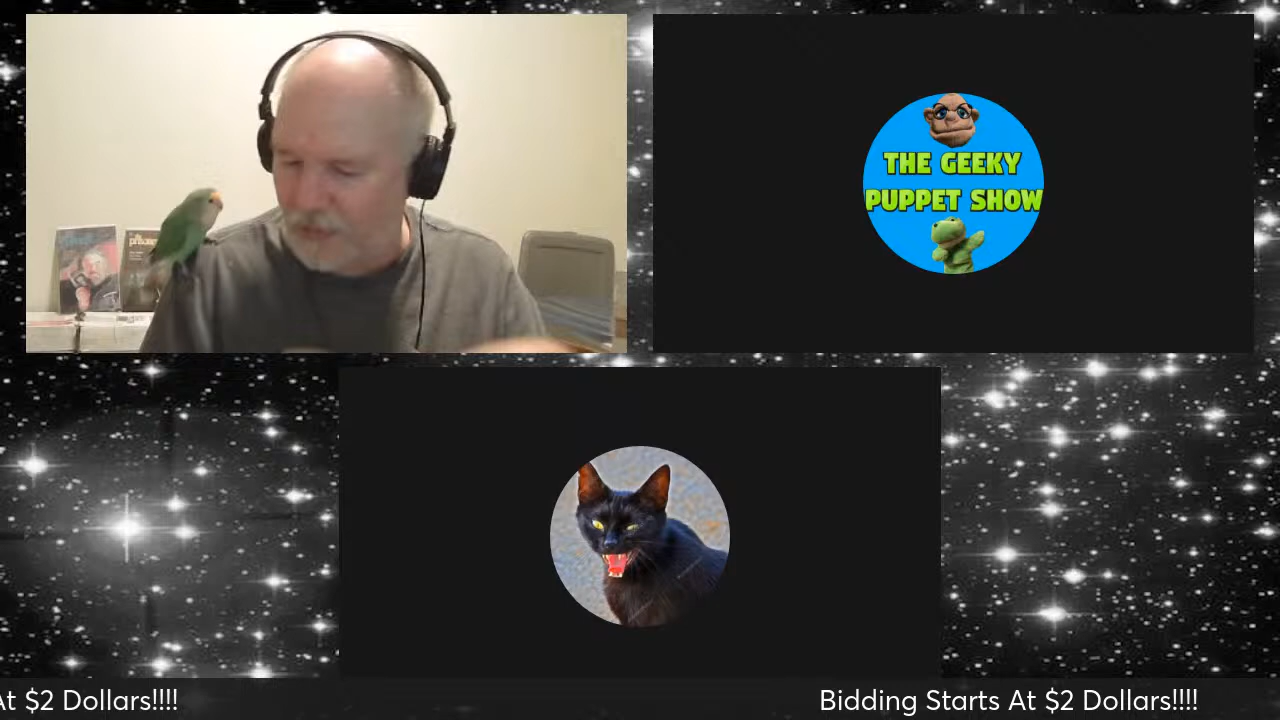 THE GEEKY
PUPPET SHOW
At $2 Dollars!!!!
Bidding Starts At $2 Dollars!!!!